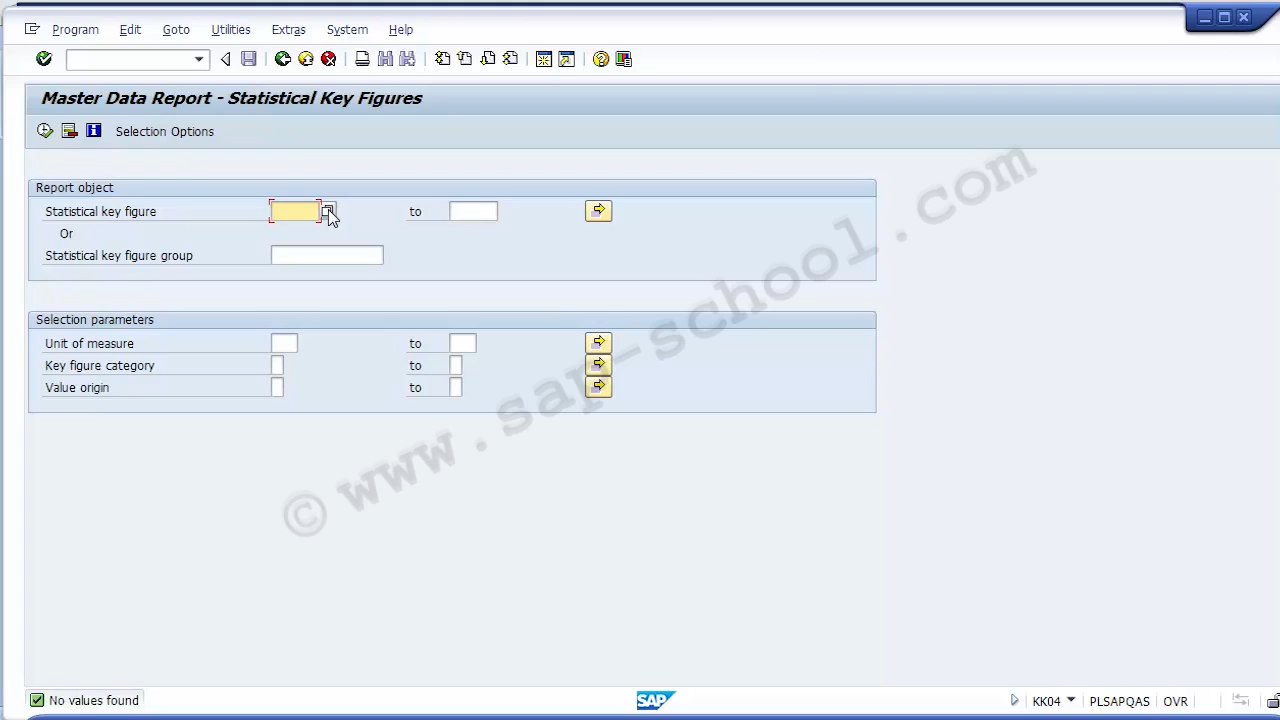 Program Edit Goto Utilities Extras System Help
Master Data Report - Statistical Key Figures
Selection Options
Report object
Statistical key figure to
Or
Statistical key figure group
Selection parameters
Unit of measure to
Key figure category to
Value origin to
© www.sap-school.com
No values found SAP KK04 PLSAPQAS OVR